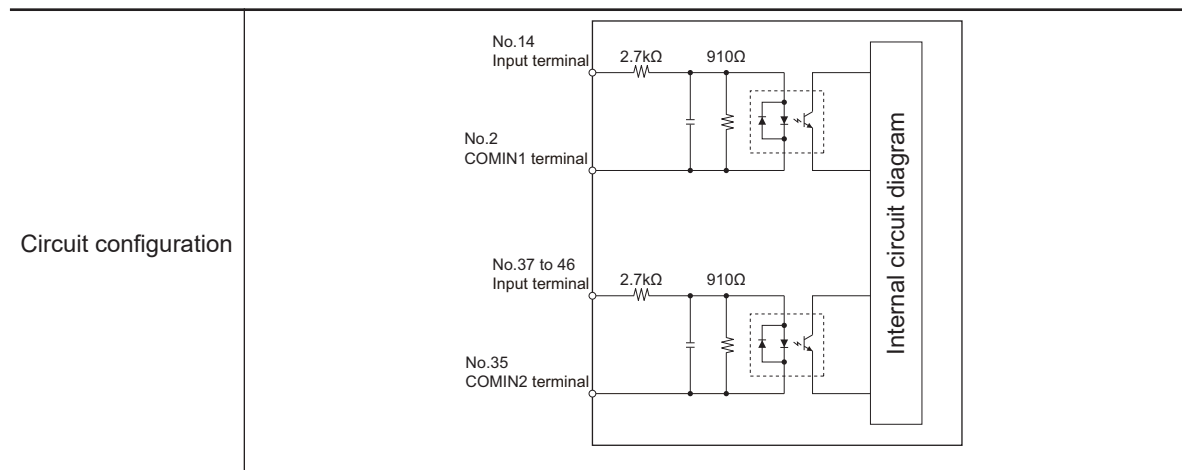 Circuit configuration
No.14
Input terminal
2.7kΩ
910Ω
No.2
COMIN1 terminal
No.37 to 46
Input terminal
2.7kΩ
910Ω
No.35
COMIN2 terminal
Internal circuit diagram